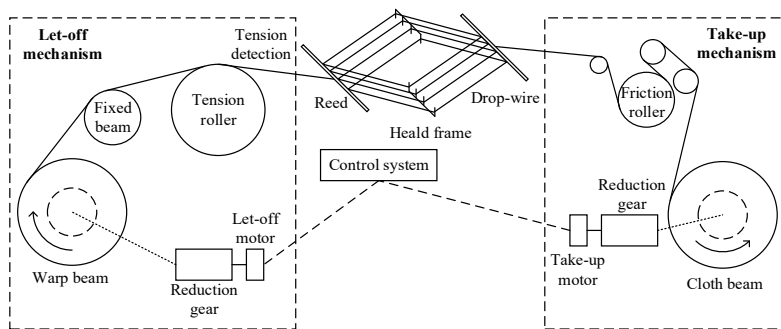 Let-off
mechanism
Tension
detection
Take-up
mechanism
Fixed
beam
Tension
roller
Reed
Drop-wire
Heald frame
Friction
roller
Control system
Let-off
motor
Reduction
gear
Warp beam
Reduction
gear
Take-up
motor
Cloth beam